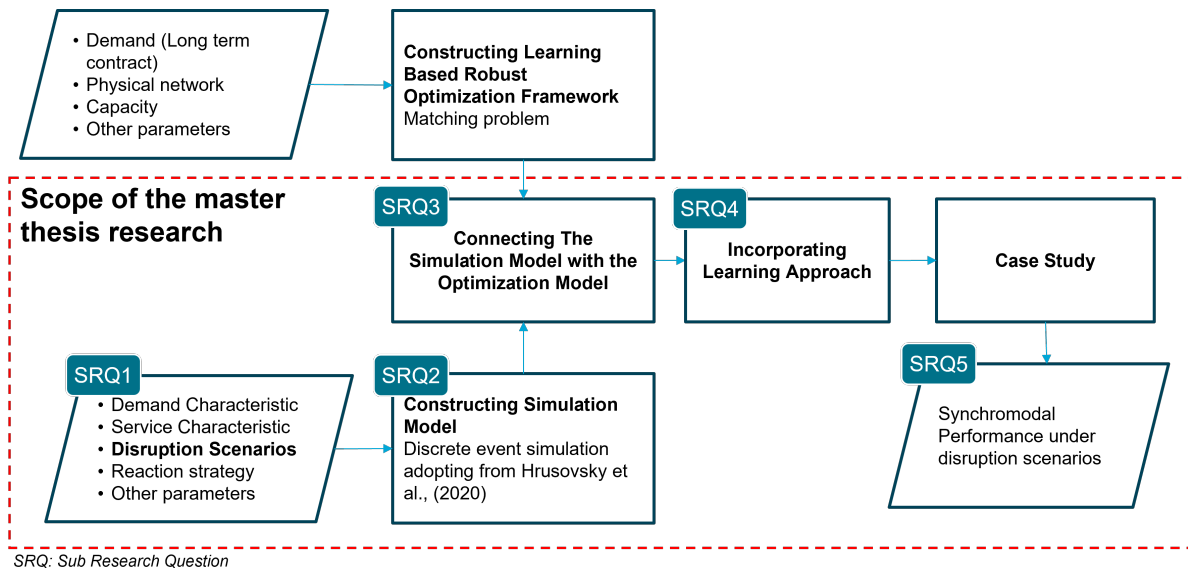 • Demand (Long term
contract)
• Physical network
• Capacity
• Other parameters
Constructing Learning
Based Robust
Optimization Framework
Matching problem
Scope of the master
thesis research
SRQ3
Connecting The
Simulation Model with the
Optimization Model
SRQ4
Incorporating
Learning Approach
Case Study
SRQ1
• Demand Characteristic
• Service Characteristic
• Disruption Scenarios
• Reaction strategy
• Other parameters
SRQ2
Constructing Simulation
Model
Discrete event simulation
adopting from Hrusovsky et
al., (2020)
SRQ5
Synchromodal
Performance under
disruption scenarios
SRQ: Sub Research Question